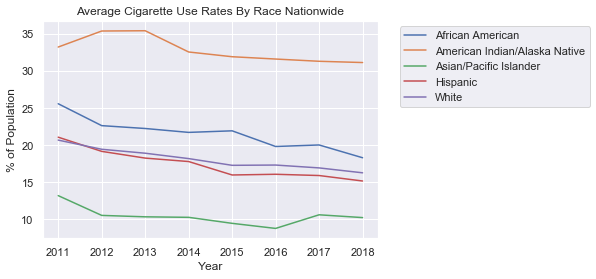 Average Cigarette Use Rates By Race Nationwide
35
30
25
20
15
10
% of Population
2011 2012 2013 2014 2015 2016 2017 2018
Year
African American
American Indian/Alaska Native
Asian/Pacific Islander
Hispanic
White